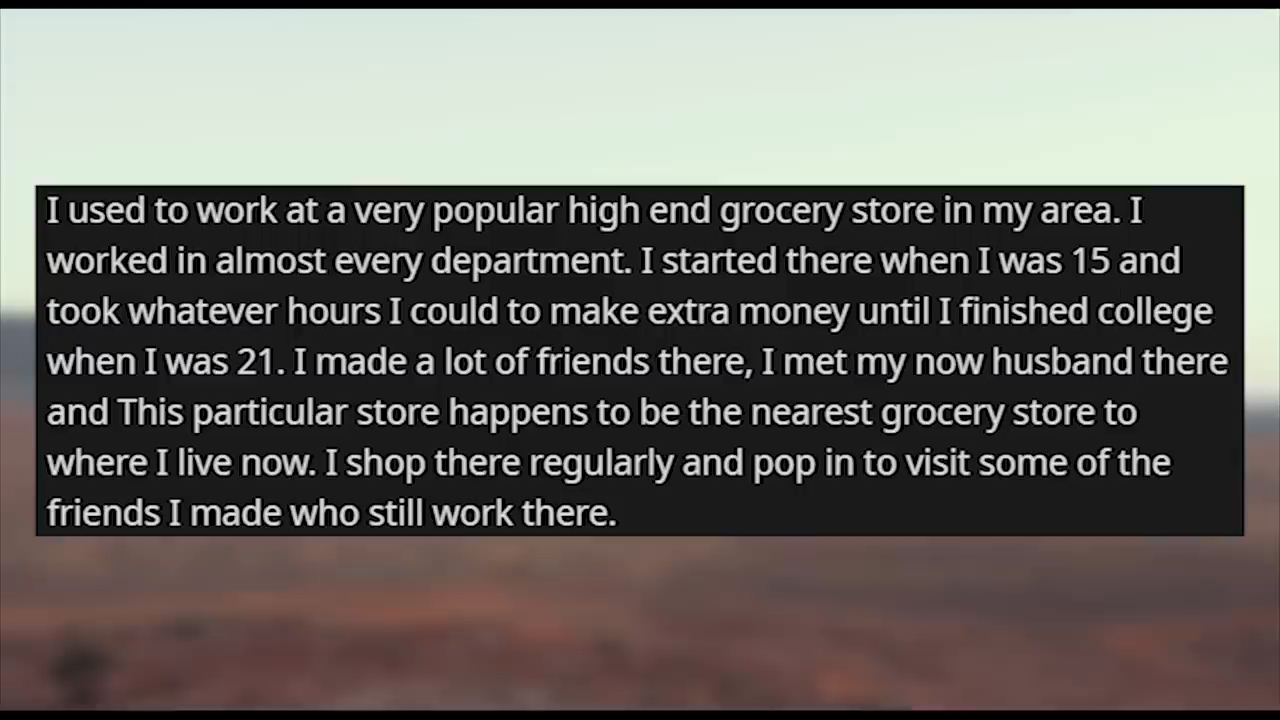 I used to work at a very popular high end grocery store in my area. I
worked in almost every department. I started there when I was 15 and
took whatever hours I could to make extra money until I finished college
when I was 21. I made a lot of friends there, I met my now husband there
and This particular store happens to be the nearest grocery store to
where I live now. I shop there regularly and pop in to visit some of the
friends I made who still work there.